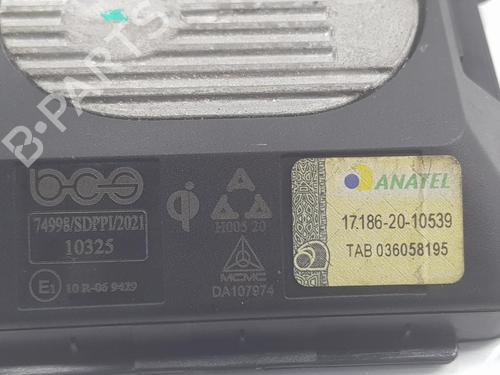 B-PARTS
bcs
74998/SDPPI/2021
10325
E1 10 R-06 9429
H005 20
MCMC
DA107974
ANATEL
17.186-20-10539
TAB 036058195